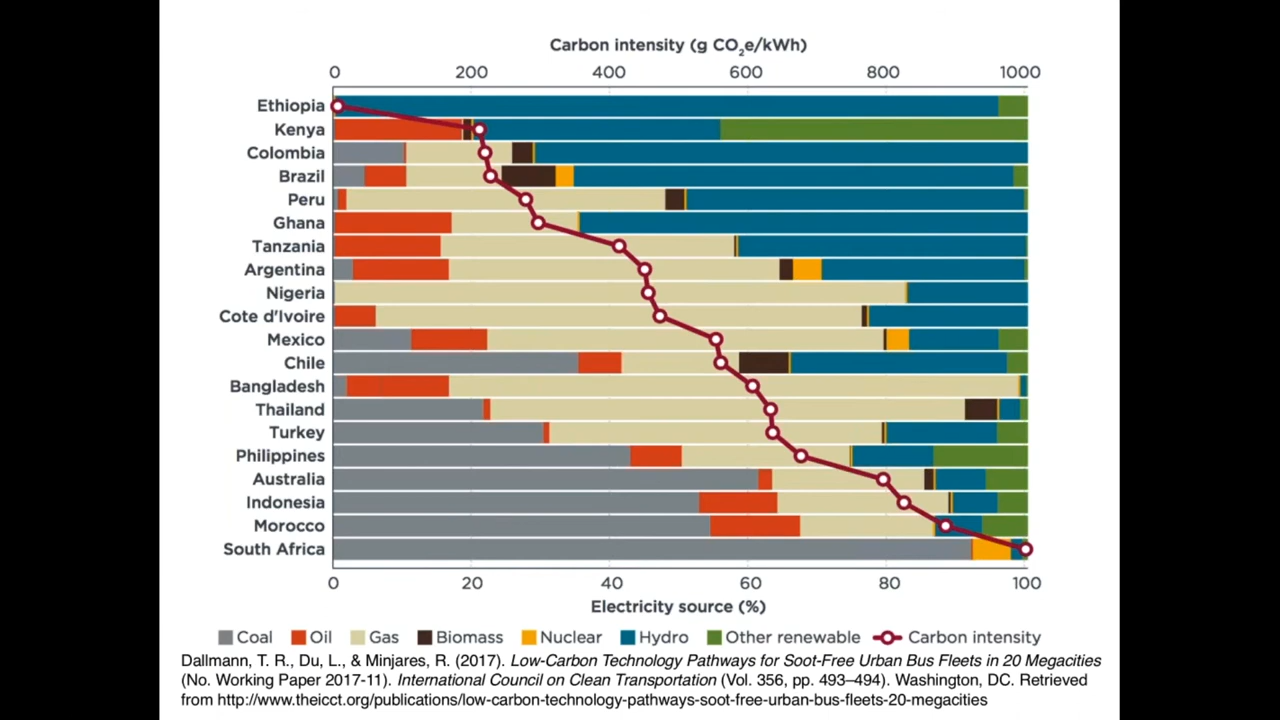 Carbon intensity (g CO₂e/kWh)
0 200 400 600 800 1000
Ethiopia
Kenya
Colombia
Brazil
Peru
Ghana
Tanzania
Argentina
Nigeria
Cote d'Ivoire
Mexico
Chile
Bangladesh
Thailand
Turkey
Philippines
Australia
Indonesia
Morocco
South Africa
0 20 40 60 80 100
Electricity source (%)
Coal Oil Gas Biomass Nuclear Hydro Other renewable Carbon intensity
Dallmann, T. R., Du, L., & Minjares, R. (2017). Low-Carbon Technology Pathways for Soot-Free Urban Bus Fleets in 20 Megacities
(No. Working Paper 2017-11). International Council on Clean Transportation (Vol. 356, pp. 493–494). Washington, DC. Retrieved
from http://www.theicct.org/publications/low-carbon-technology-pathways-soot-free-urban-bus-fleets-20-megacities